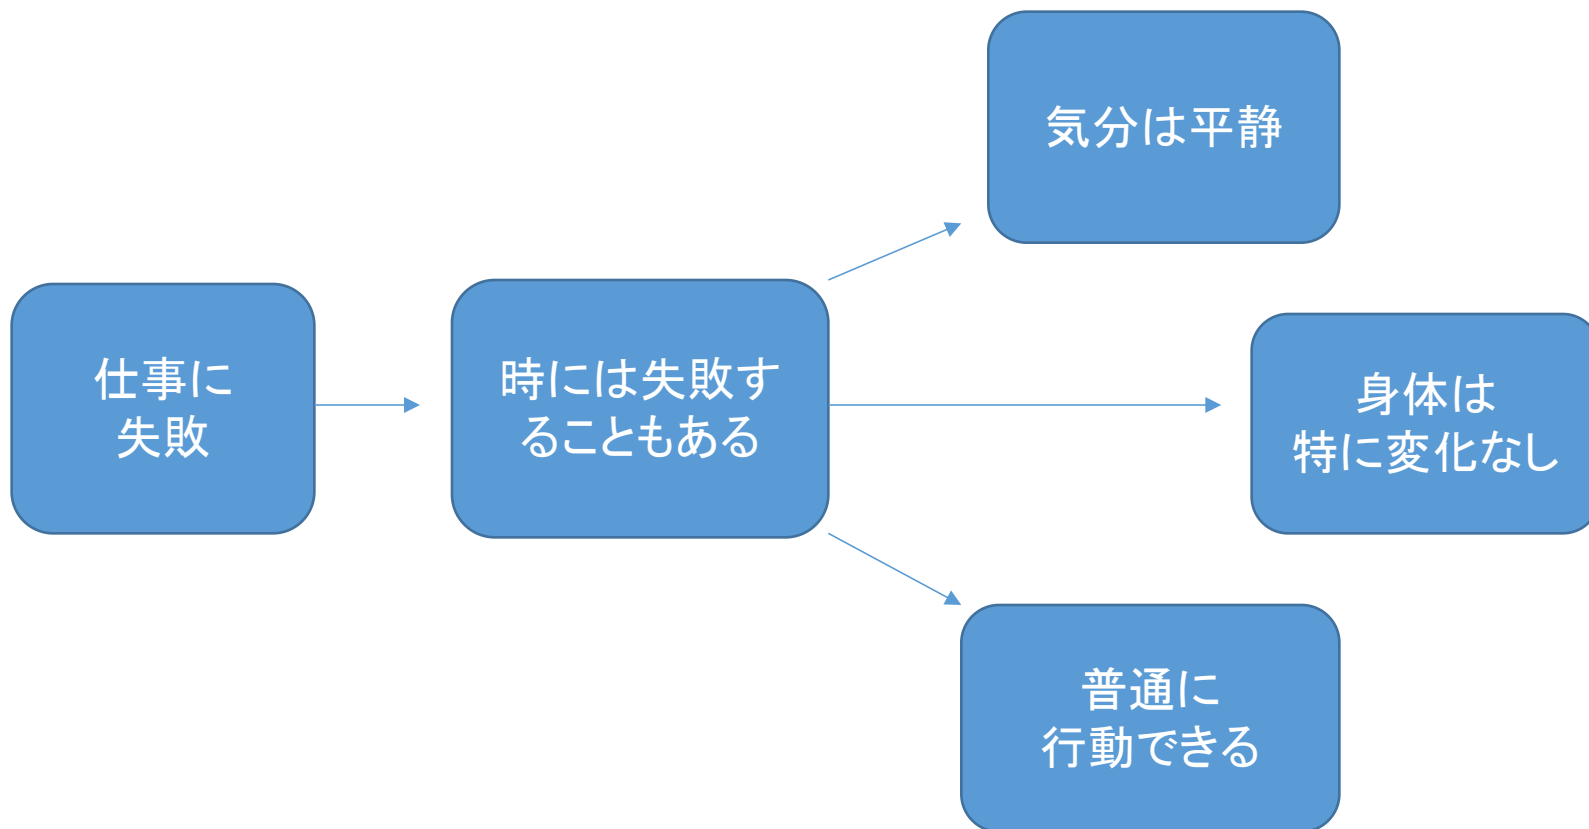 気分は平静
仕事に
失敗
時には失敗す
ることもある
身体は
特に変化なし
普通に
行動できる